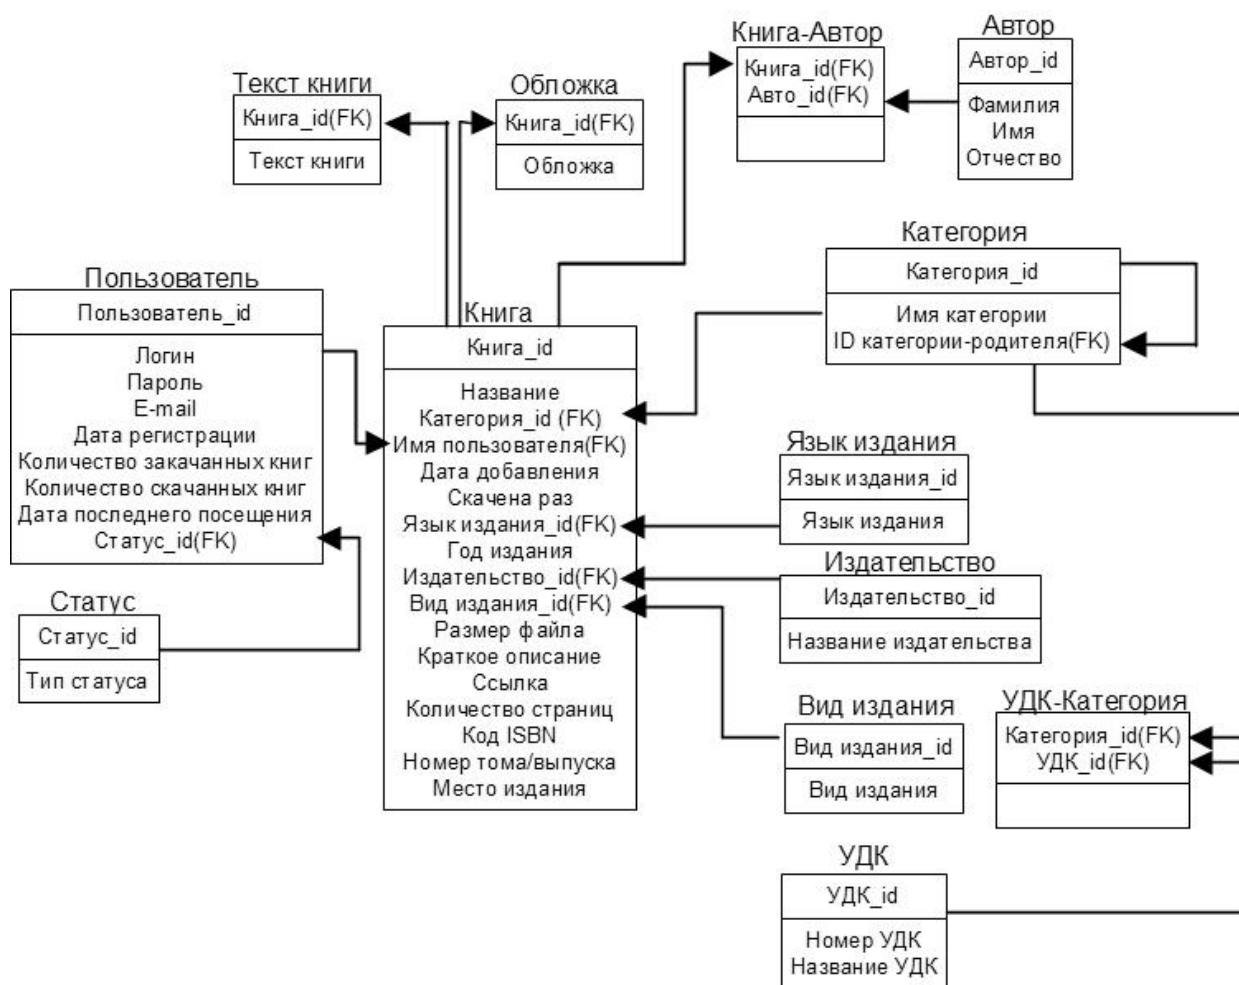 Книга-Автор
Книга_id(FK)
Авто_id(FK)
Автор
Автор_id
Фамилия
Имя
Отчество
Текст книги
Книга_id(FK)
Текст книги
Обложка
Книга_id(FK)
Обложка
Категория
Категория_id
Имя категории
ID категории-родителя(FK)
Пользователь
Пользователь_id
Логин
Пароль
E-mail
Дата регистрации
Количество закачанных книг
Количество скачанных книг
Дата последнего посещения
Статус_id(FK)
Книга
Книга_id
Название
Категория_id (FK)
Имя пользователя(FK)
Дата добавления
Скачена раз
Язык издания_id(FK)
Год издания
Издательство_id(FK)
Вид издания_id(FK)
Размер файла
Краткое описание
Ссылка
Количество страниц
Код ISBN
Номер тома/выпуска
Место издания
Язык издания
Язык издания_id
Язык издания
Издательство
Издательство_id
Название издательства
Статус
Статус_id
Тип статуса
Вид издания
Вид издания_id
Вид издания
УДК-Категория
Категория_id(FK)
УДК_id(FK)
УДК
УДК_id
Номер УДК
Название УДК